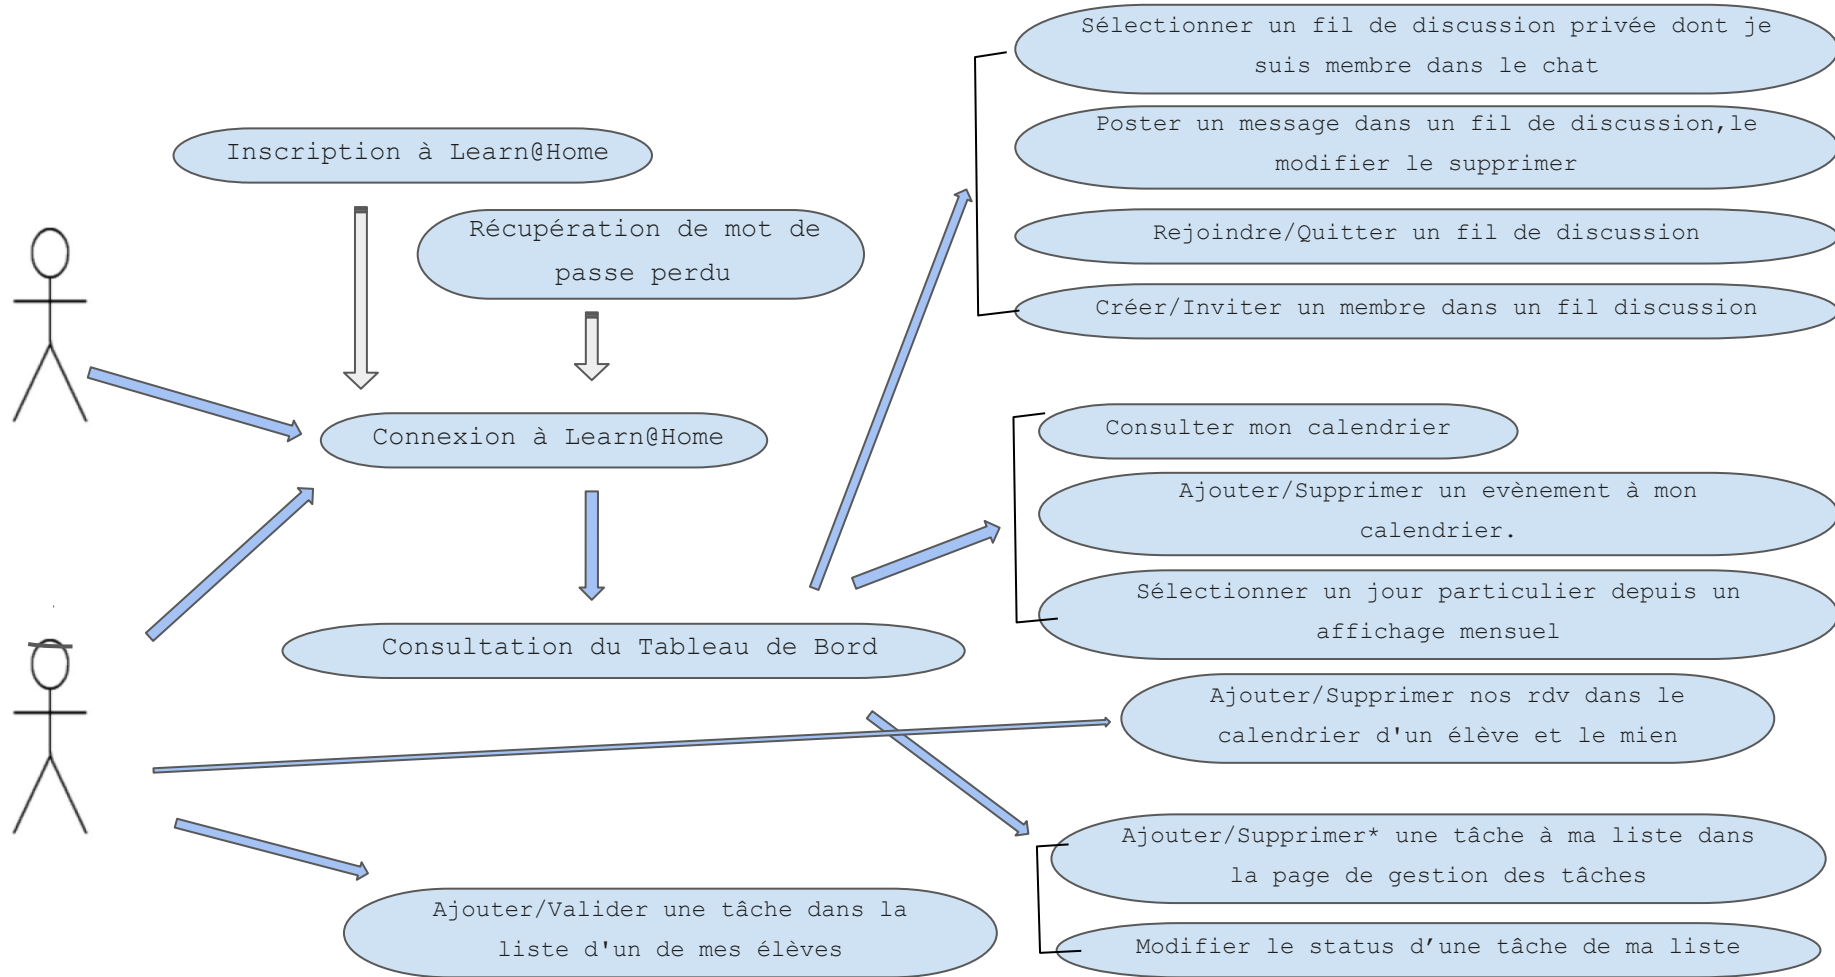 Sélectionner un fil de discussion privée dont je
suis membre dans le chat
Poster un message dans un fil de discussion,le
modifier le supprimer
Rejoindre/Quitter un fil de discussion
Créer/Inviter un membre dans un fil discussion
Inscription à Learn@Home
Récupération de mot de
passe perdu
Connexion à Learn@Home
Consultation du Tableau de Bord
Consulter mon calendrier
Ajouter/Supprimer un evènement à mon
calendrier.
Sélectionner un jour particulier depuis un
affichage mensuel
Ajouter/Supprimer nos rdv dans le
calendrier d'un élève et le mien
Ajouter/Supprimer* une tâche à ma liste dans
la page de gestion des tâches
Modifier le status d’une tâche de ma liste
Ajouter/Valider une tâche dans la
liste d'un de mes élèves